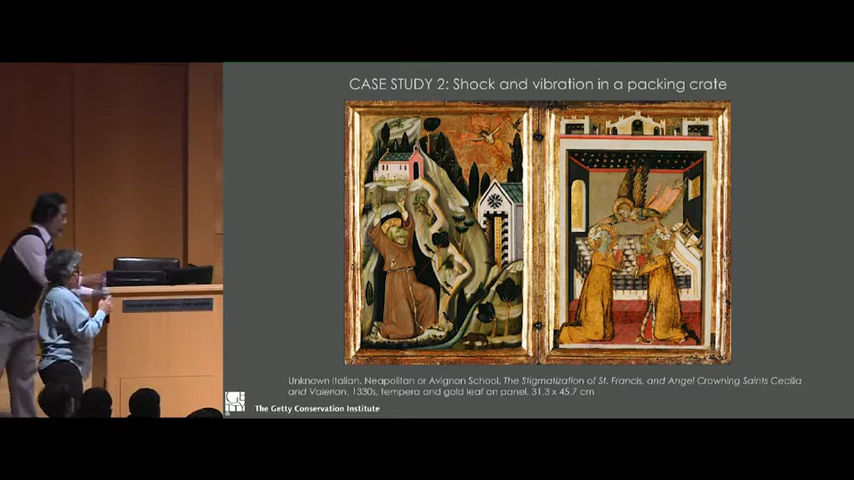 CASE STUDY 2: Shock and vibration in a packing crate
Unknown Italian, Neapolitan or Avignon School, The Stigmatization of St. Francis, and Angel Crowning Saints Cecilia
and Valerian, 1330s, tempera and gold leaf on panel, 31.3 x 45.7 cm
The Getty Conservation Institute